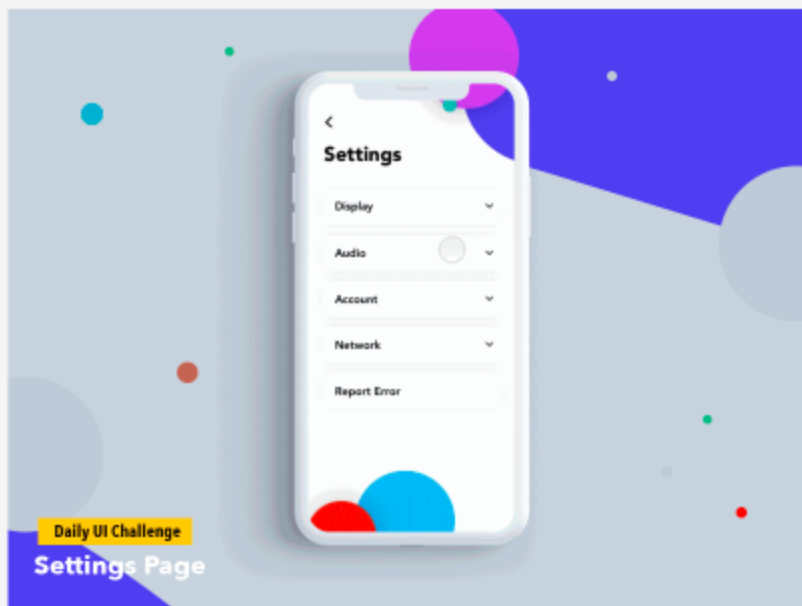 Settings
Display
Audio
Account
Network
Report Error
Daily UI Challenge
Settings Page